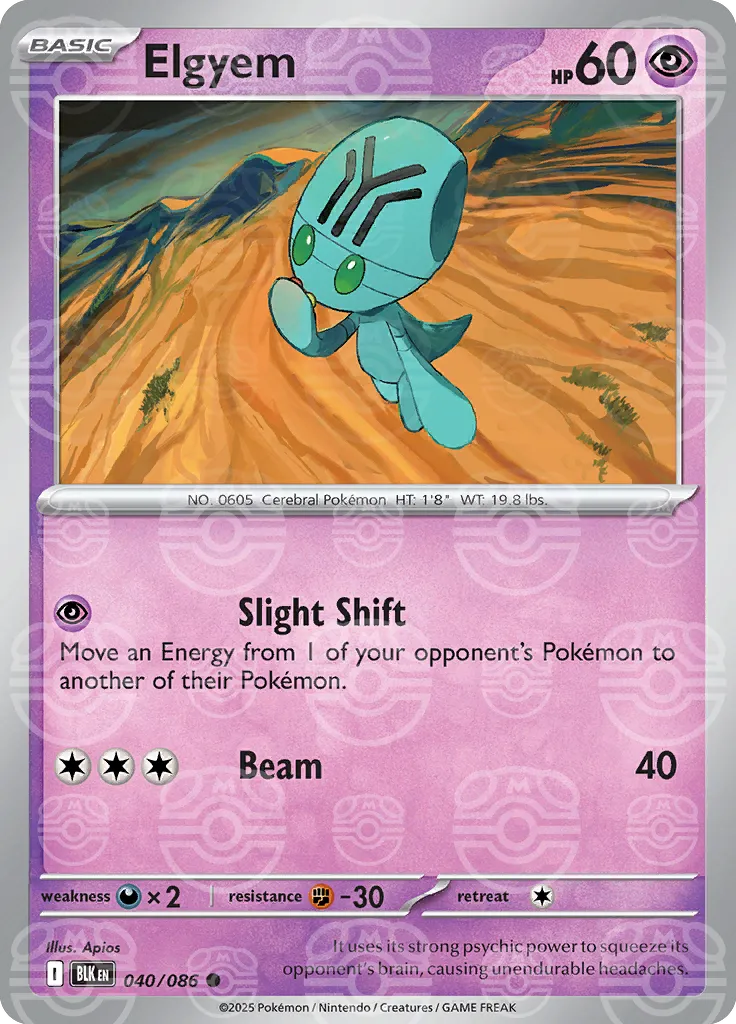 BASIC
Elgyem
HP 60
NO. 0605 Cerebral Pokémon HT: 1'8" WT: 19.8 lbs.
Slight Shift
Move an Energy from 1 of your opponent's Pokémon to
another of their Pokémon.
Beam 40
weakness ×2 resistance -30 retreat
Illus. Apios
It uses its strong psychic power to squeeze its
opponent's brain, causing unendurable headaches.
I BLK EN 040/086
©2025 Pokémon / Nintendo / Creatures / GAME FREAK